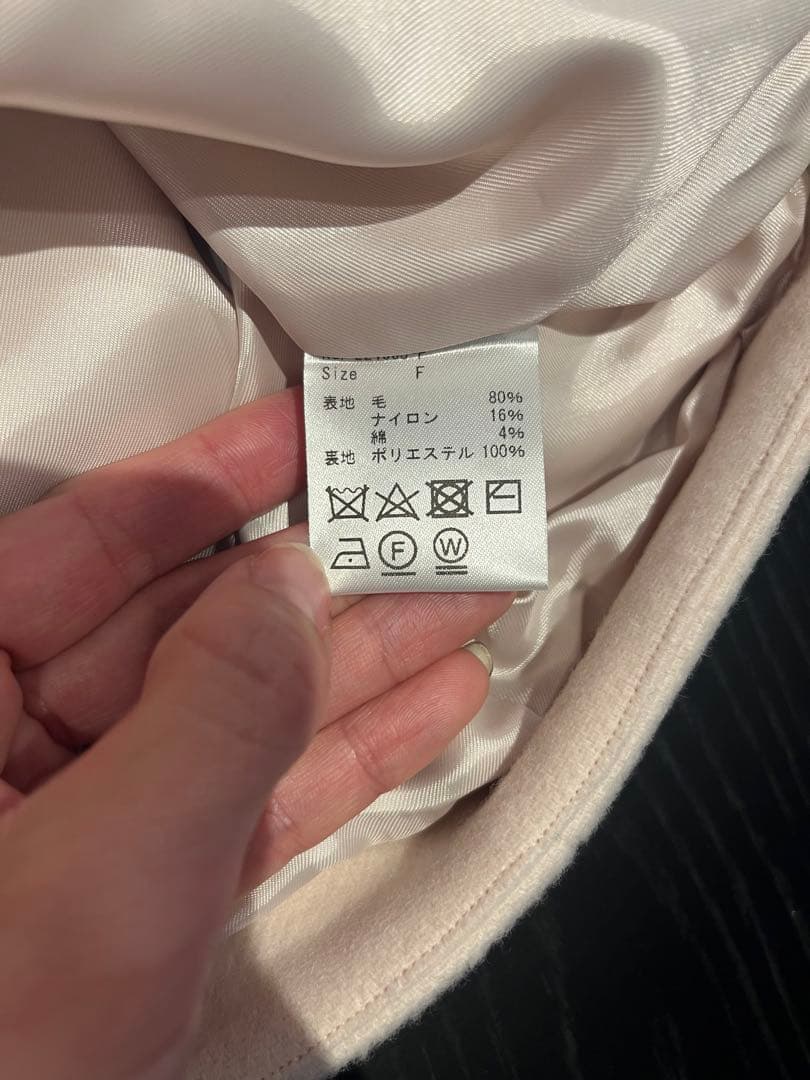 Size F
表地 毛 80%
ナイロン 16%
綿 4%
裏地 ポリエステル 100%
F W